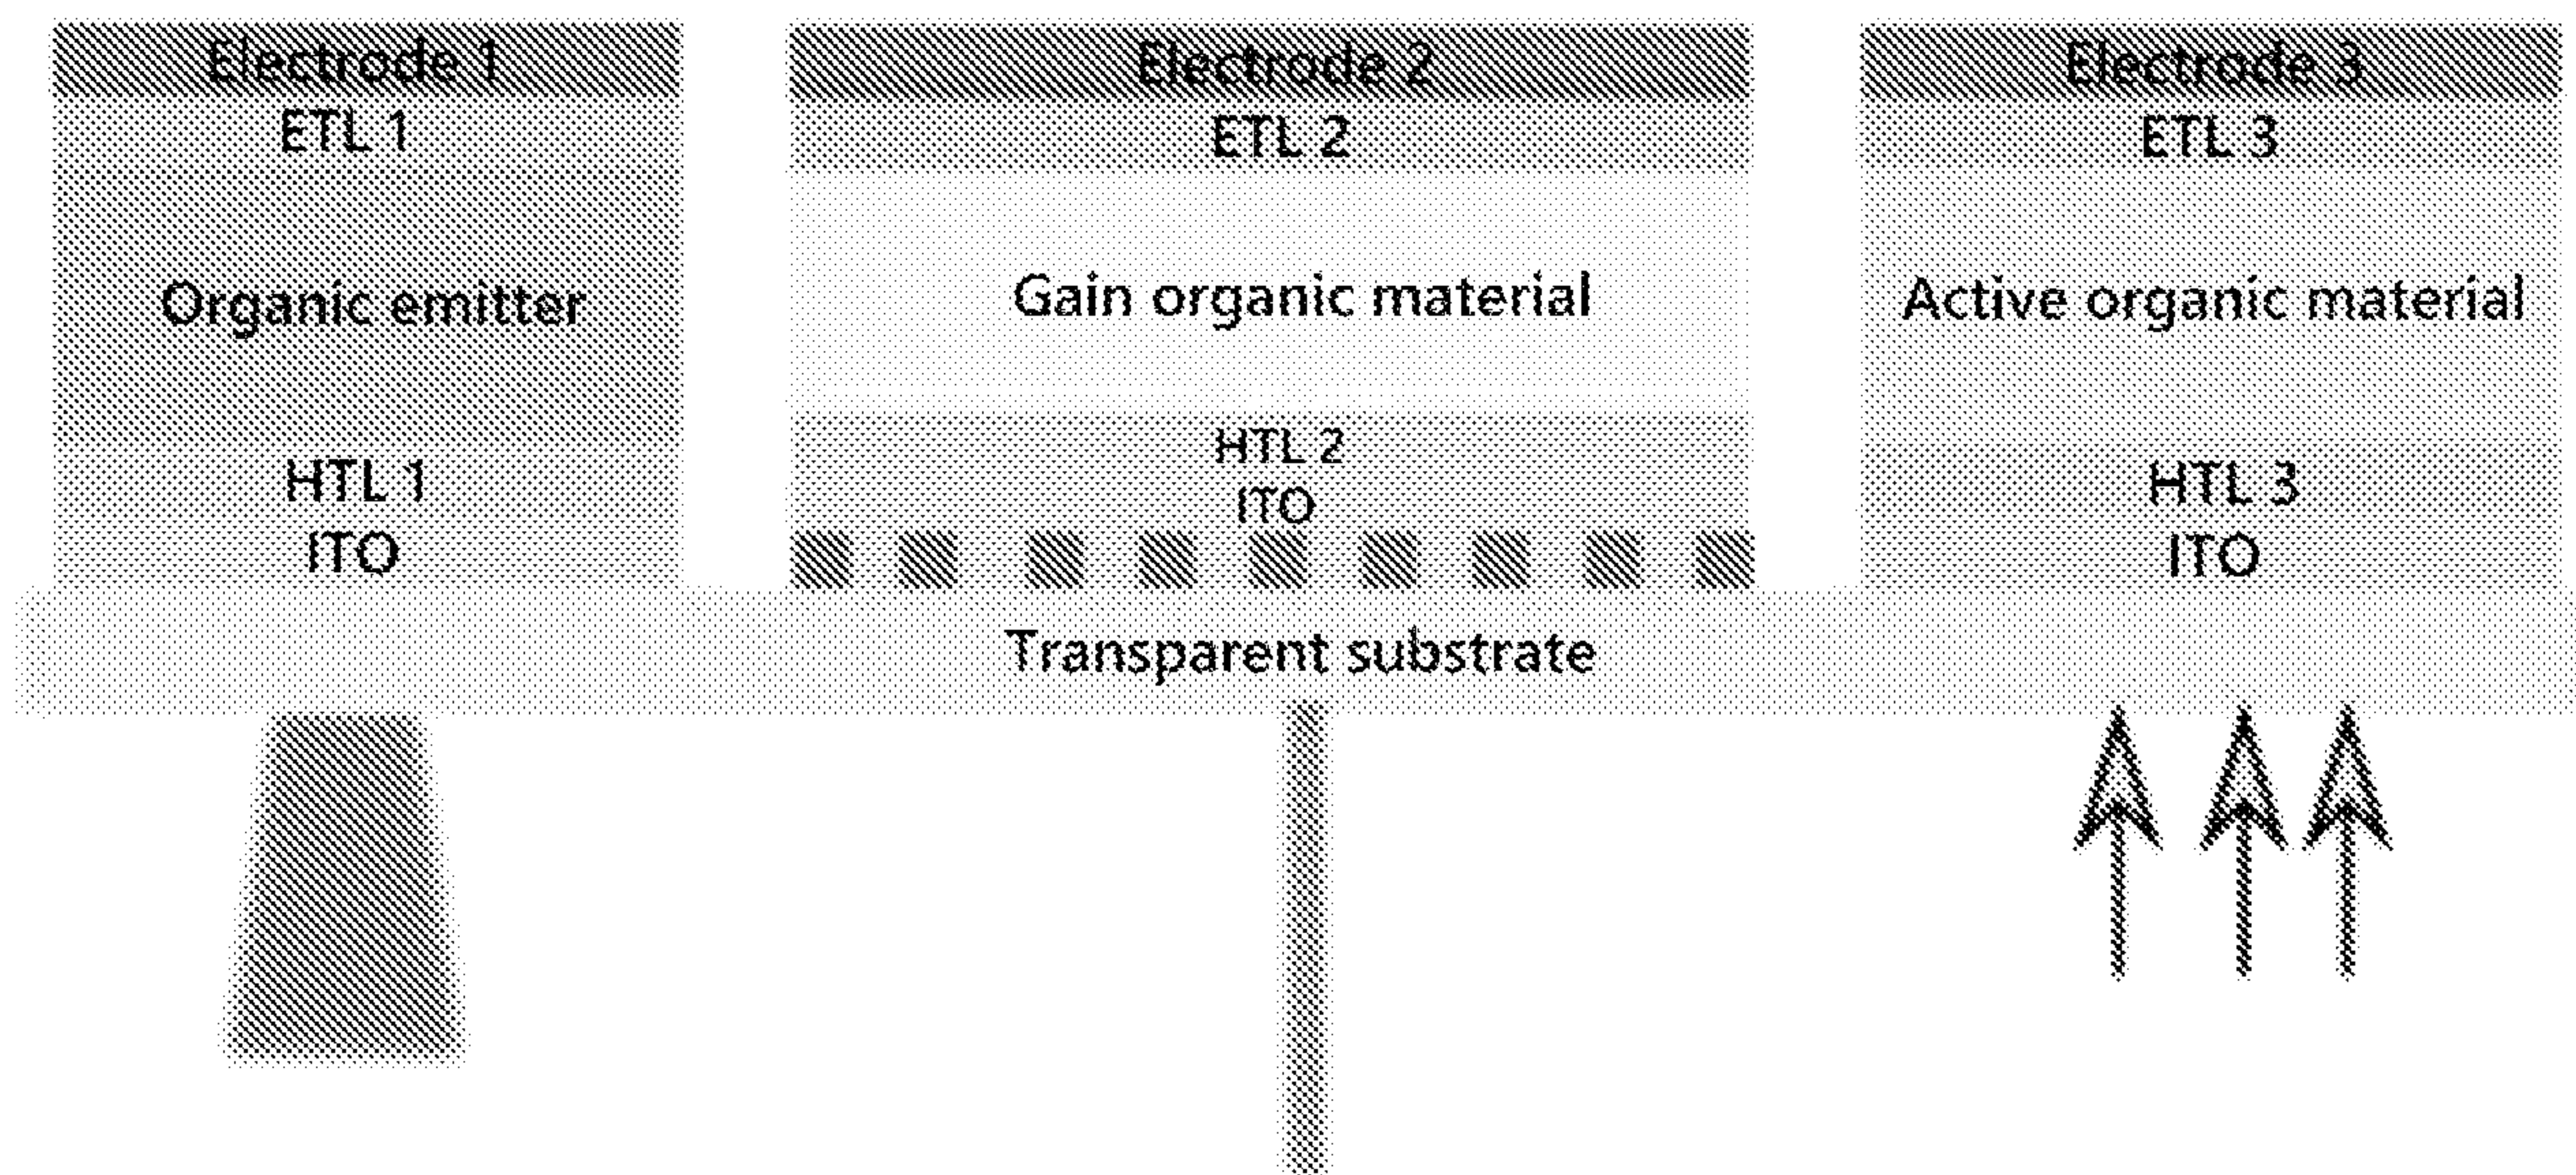 Electrode 1
ETL 1
Organic emitter
HTL 1
ITO
Electrode 2
ETL 2
Gain organic material
HTL 2
ITO
Electrode 3
ETL 3
Active organic material
HTL 3
ITO
Transparent substrate